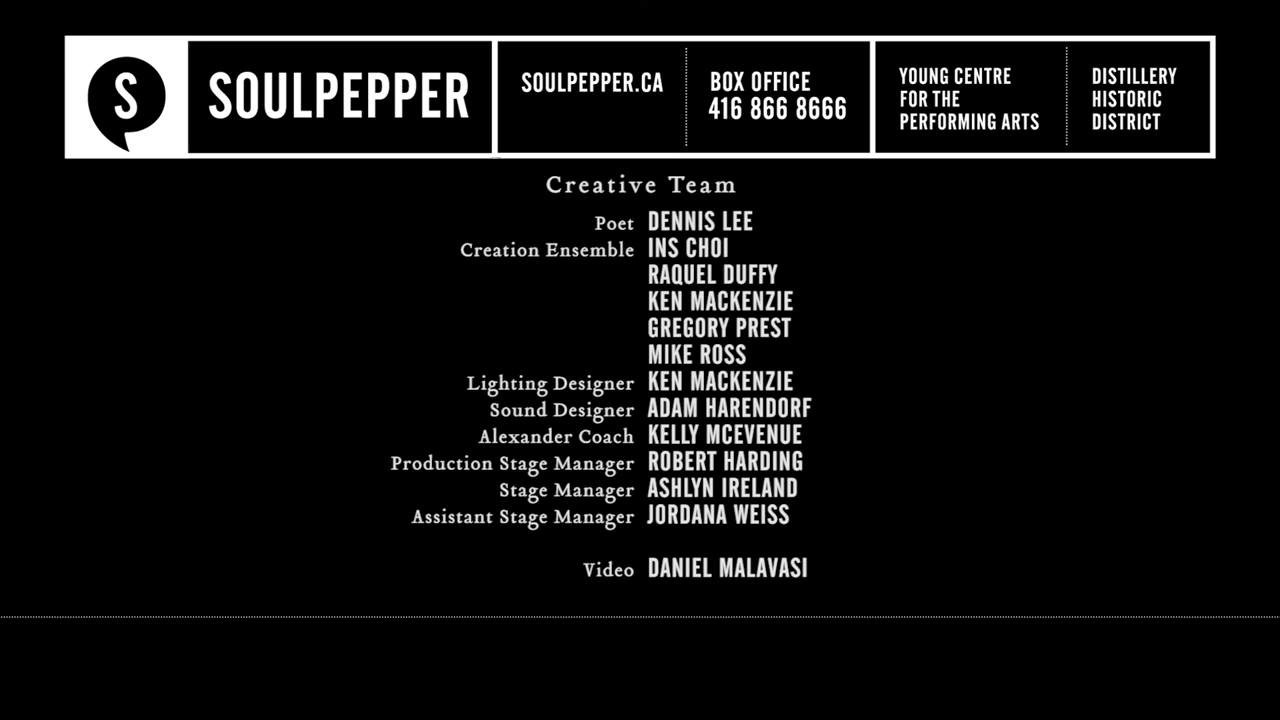 S
SOULPEPPER
SOULPEPPER.CA
BOX OFFICE
416 866 8666
YOUNG CENTRE
FOR THE
PERFORMING ARTS
DISTILLERY
HISTORIC
DISTRICT
Creative Team
Poet DENNIS LEE
Creation Ensemble INS CHOI
RAQUEL DUFFY
KEN MACKENZIE
GREGORY PREST
MIKE ROSS
Lighting Designer KEN MACKENZIE
Sound Designer ADAM HARENDORF
Alexander Coach KELLY MCEVENUE
Production Stage Manager ROBERT HARDING
Stage Manager ASHLYN IRELAND
Assistant Stage Manager JORDANA WEISS
Video DANIEL MALAVASI